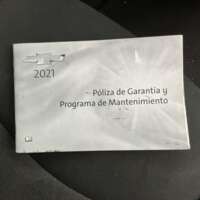 2021
Póliza de Garantía y
Programa de Mantenimiento